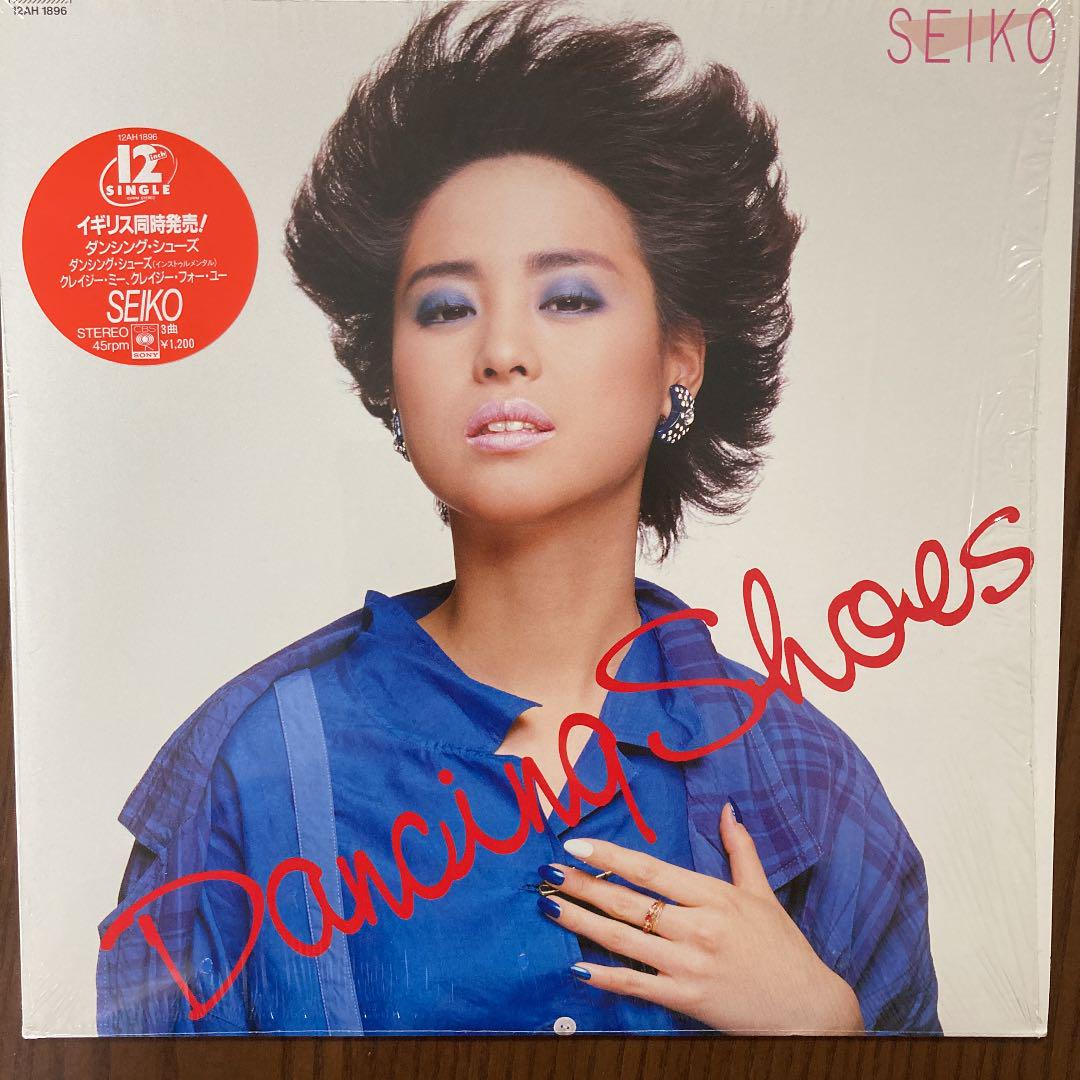 12AH 1896
SEIKO
12AH 1896
12 inch
SINGLE
イギリス同時発売!
ダンシング・シューズ
ダンシング・シューズ(インストゥルメンタル)
クレイジー・ミー、クレイジー・フォー・ユー
SEIKO
STEREO CBS 3曲
45rpm SONY ¥1,200
Dancing Shoes